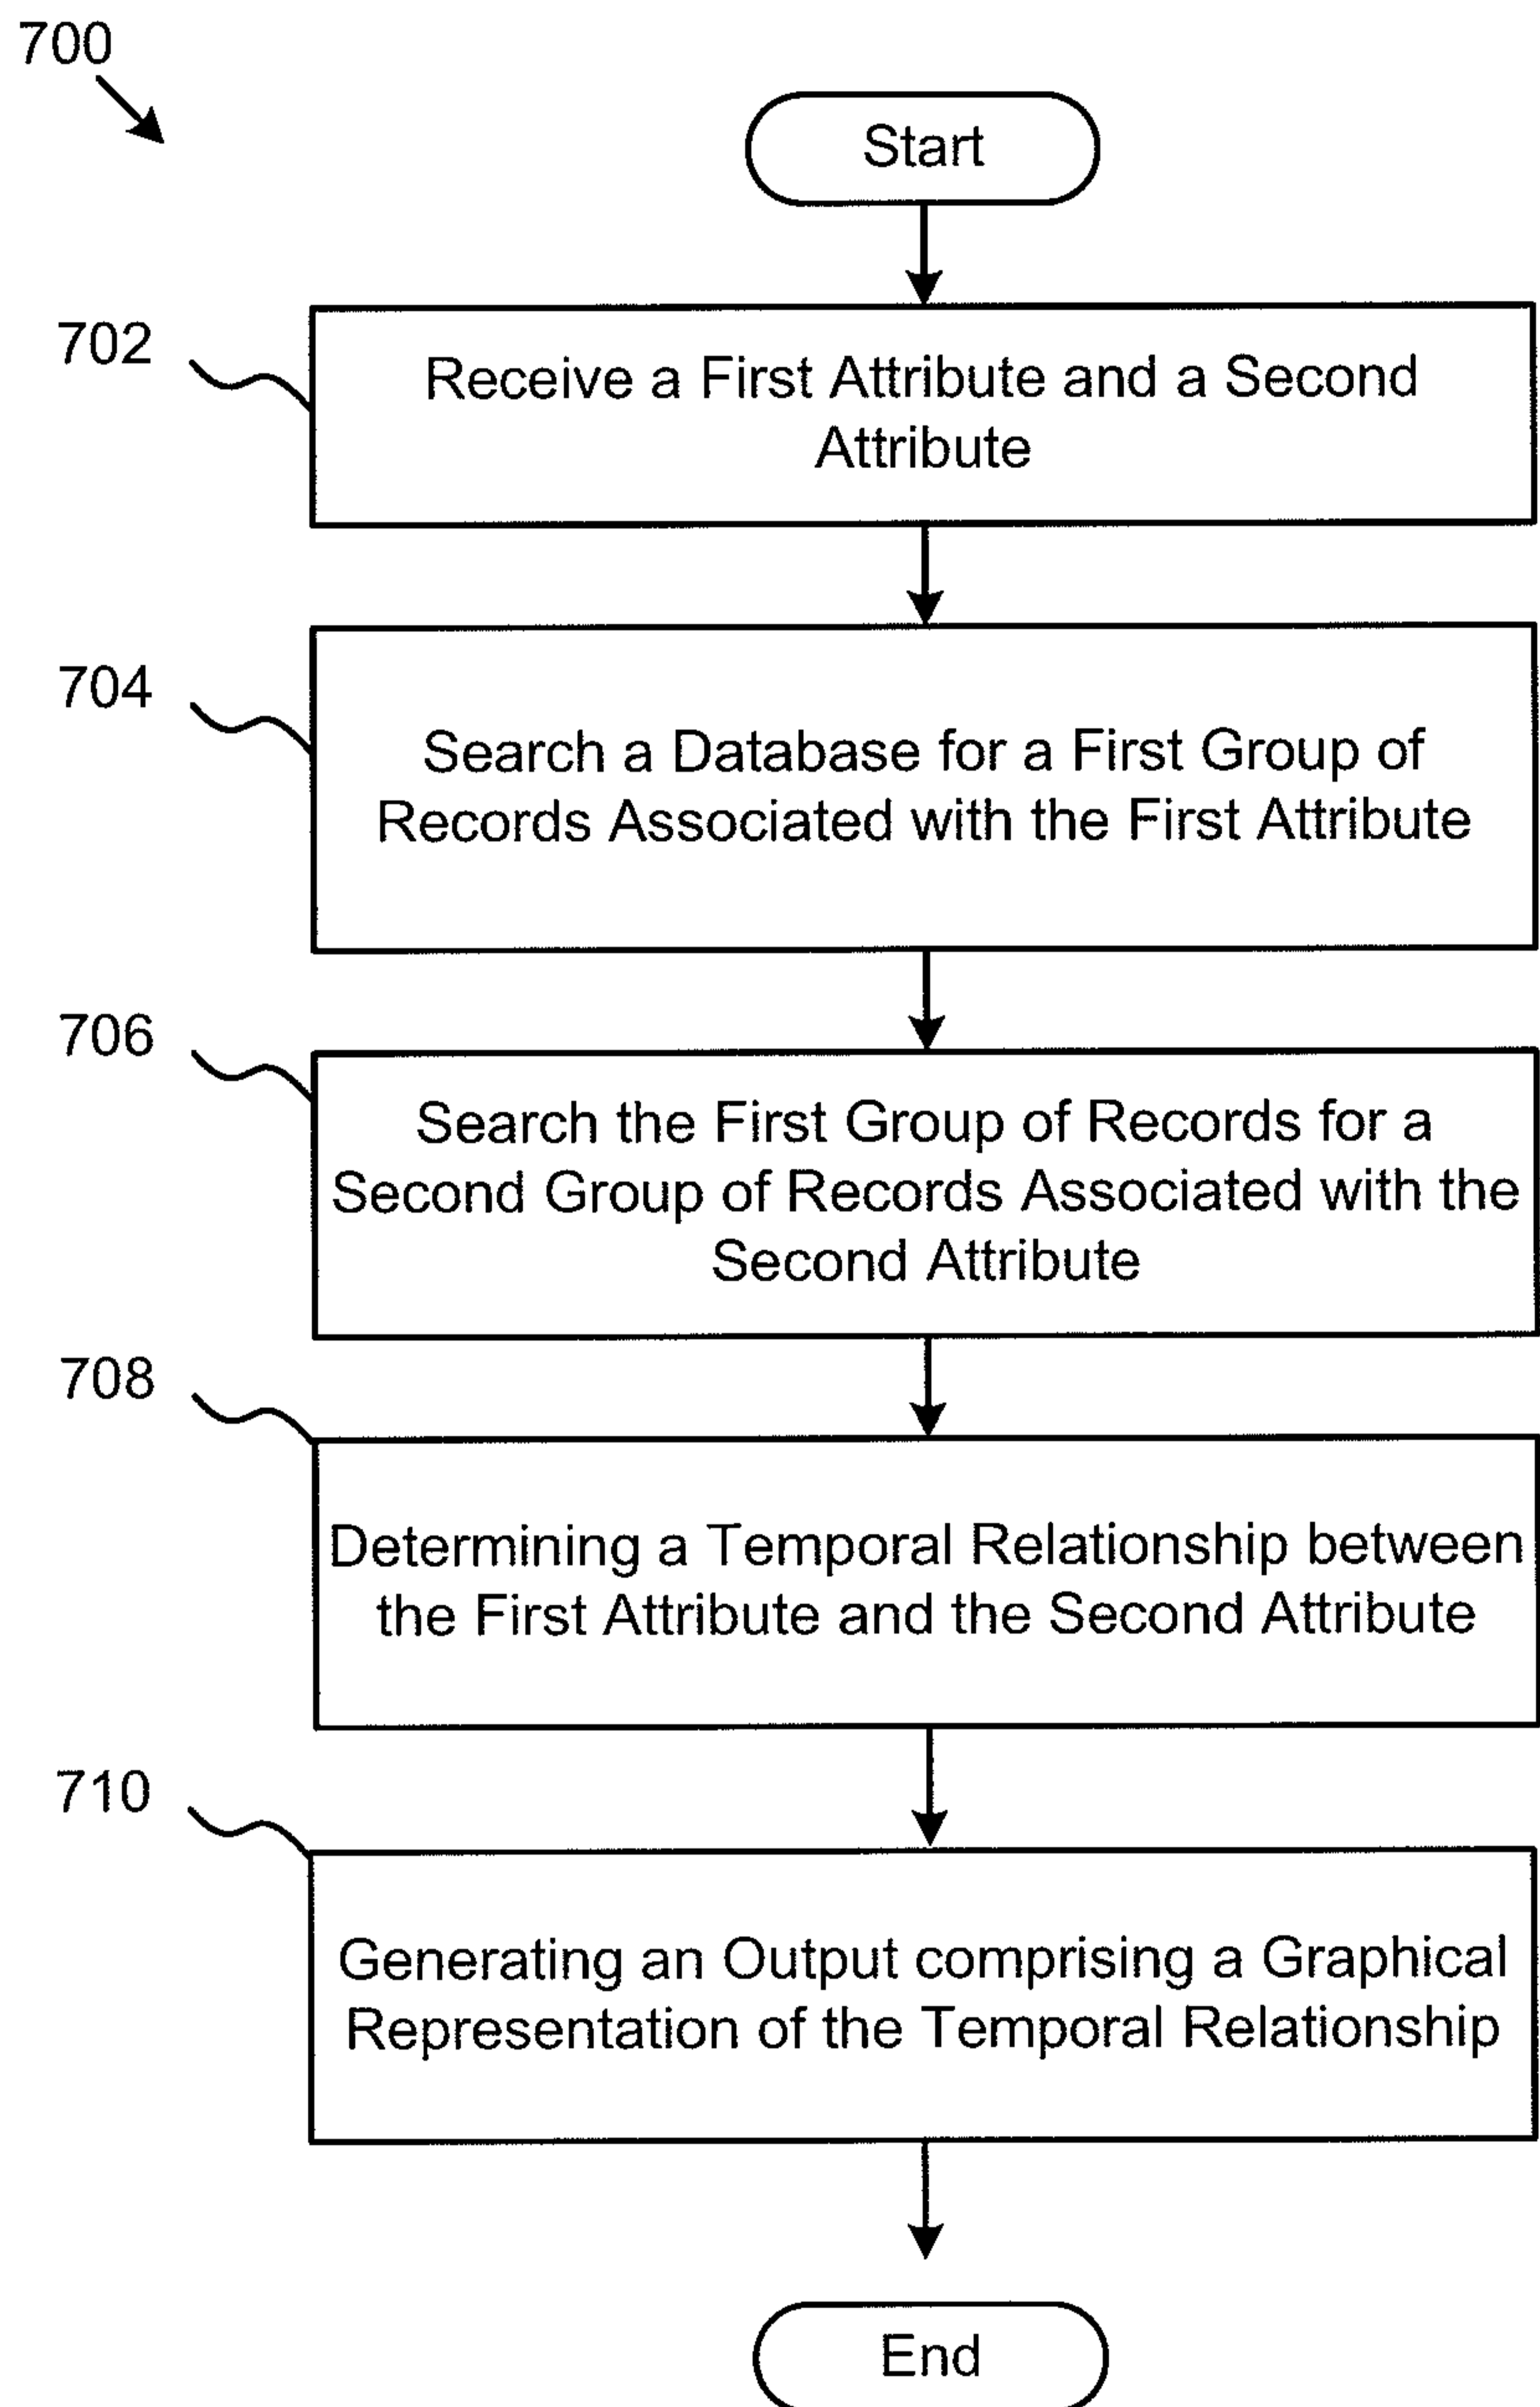 700
Start
702
Receive a First Attribute and a Second
Attribute
704
Search a Database for a First Group of
Records Associated with the First Attribute
706
Search the First Group of Records for a
Second Group of Records Associated with the
Second Attribute
708
Determining a Temporal Relationship between
the First Attribute and the Second Attribute
710
Generating an Output comprising a Graphical
Representation of the Temporal Relationship
End